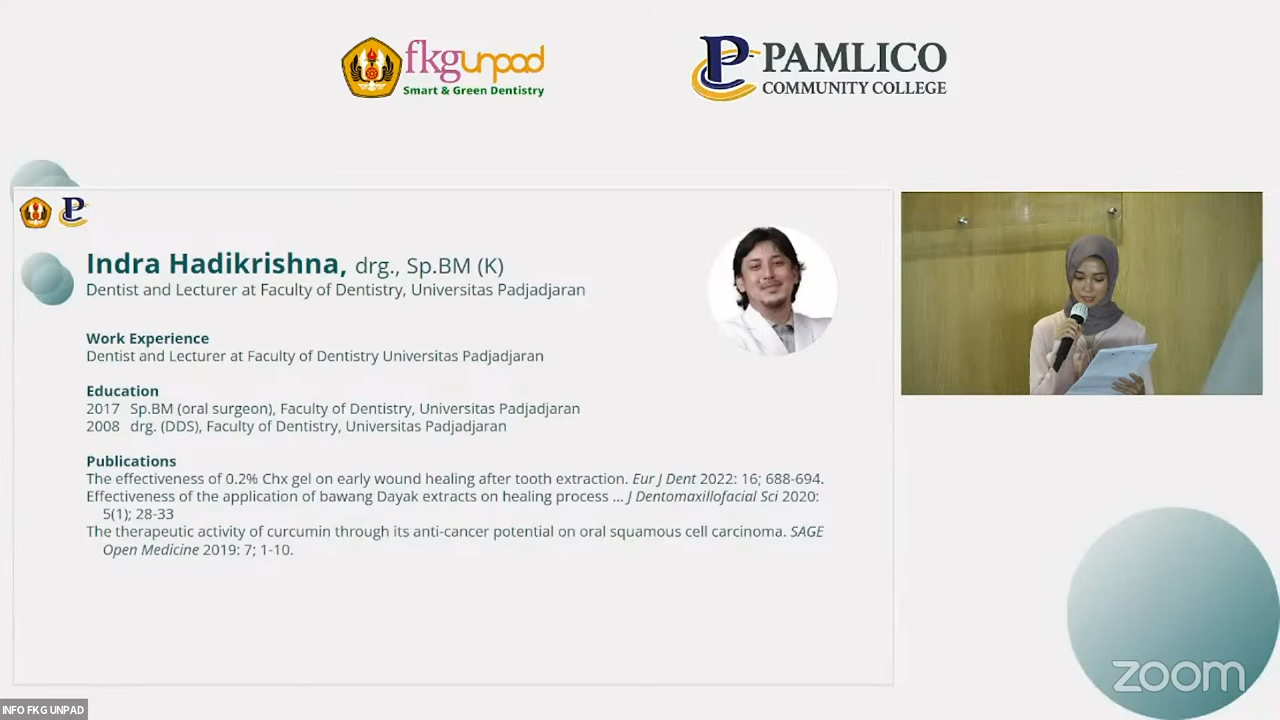 fkgunpad
Smart & Green Dentistry
PAMLICO
COMMUNITY COLLEGE
Indra Hadikrishna, drg., Sp.BM (K)
Dentist and Lecturer at Faculty of Dentistry, Universitas Padjadjaran
Work Experience
Dentist and Lecturer at Faculty of Dentistry Universitas Padjadjaran
Education
2017 Sp.BM (oral surgeon), Faculty of Dentistry, Universitas Padjadjaran
2008 drg. (DDS), Faculty of Dentistry, Universitas Padjadjaran
Publications
The effectiveness of 0.2% Chx gel on early wound healing after tooth extraction. Eur J Dent 2022: 16; 688-694.
Effectiveness of the application of bawang Dayak extracts on healing process ... J Dentomaxillofacial Sci 2020:
5(1); 28-33
The therapeutic activity of curcumin through its anti-cancer potential on oral squamous cell carcinoma. SAGE
Open Medicine 2019: 7; 1-10.
zoom
INFO FKG UNPAD